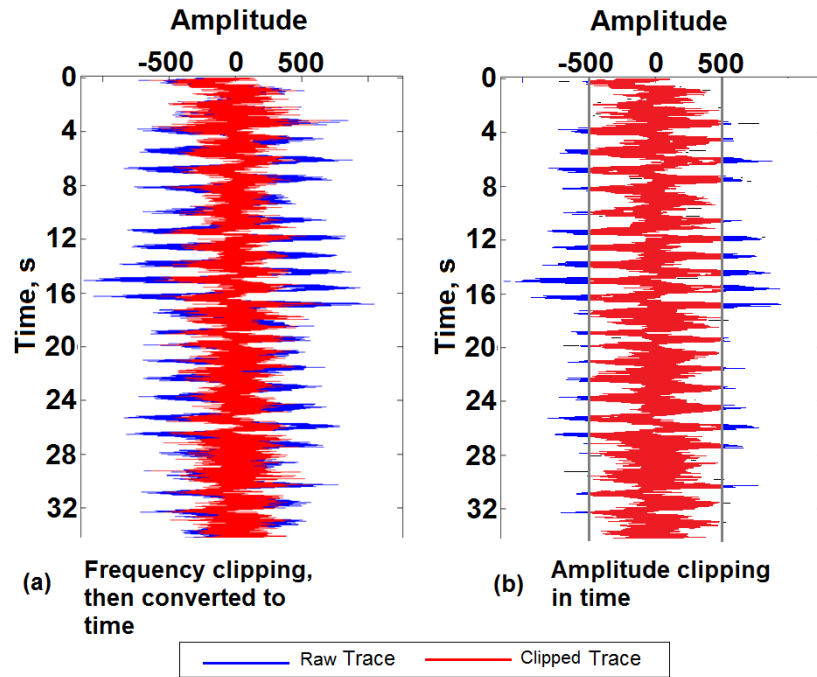 Amplitude
Amplitude
-500 0 500
-500 0 500
0
4
8
12
16
20
24
28
32
Time, s
0
4
8
12
16
20
24
28
32
Time, s
(a) Frequency clipping,
then converted to
time
(b) Amplitude clipping
in time
Raw Trace
Clipped Trace